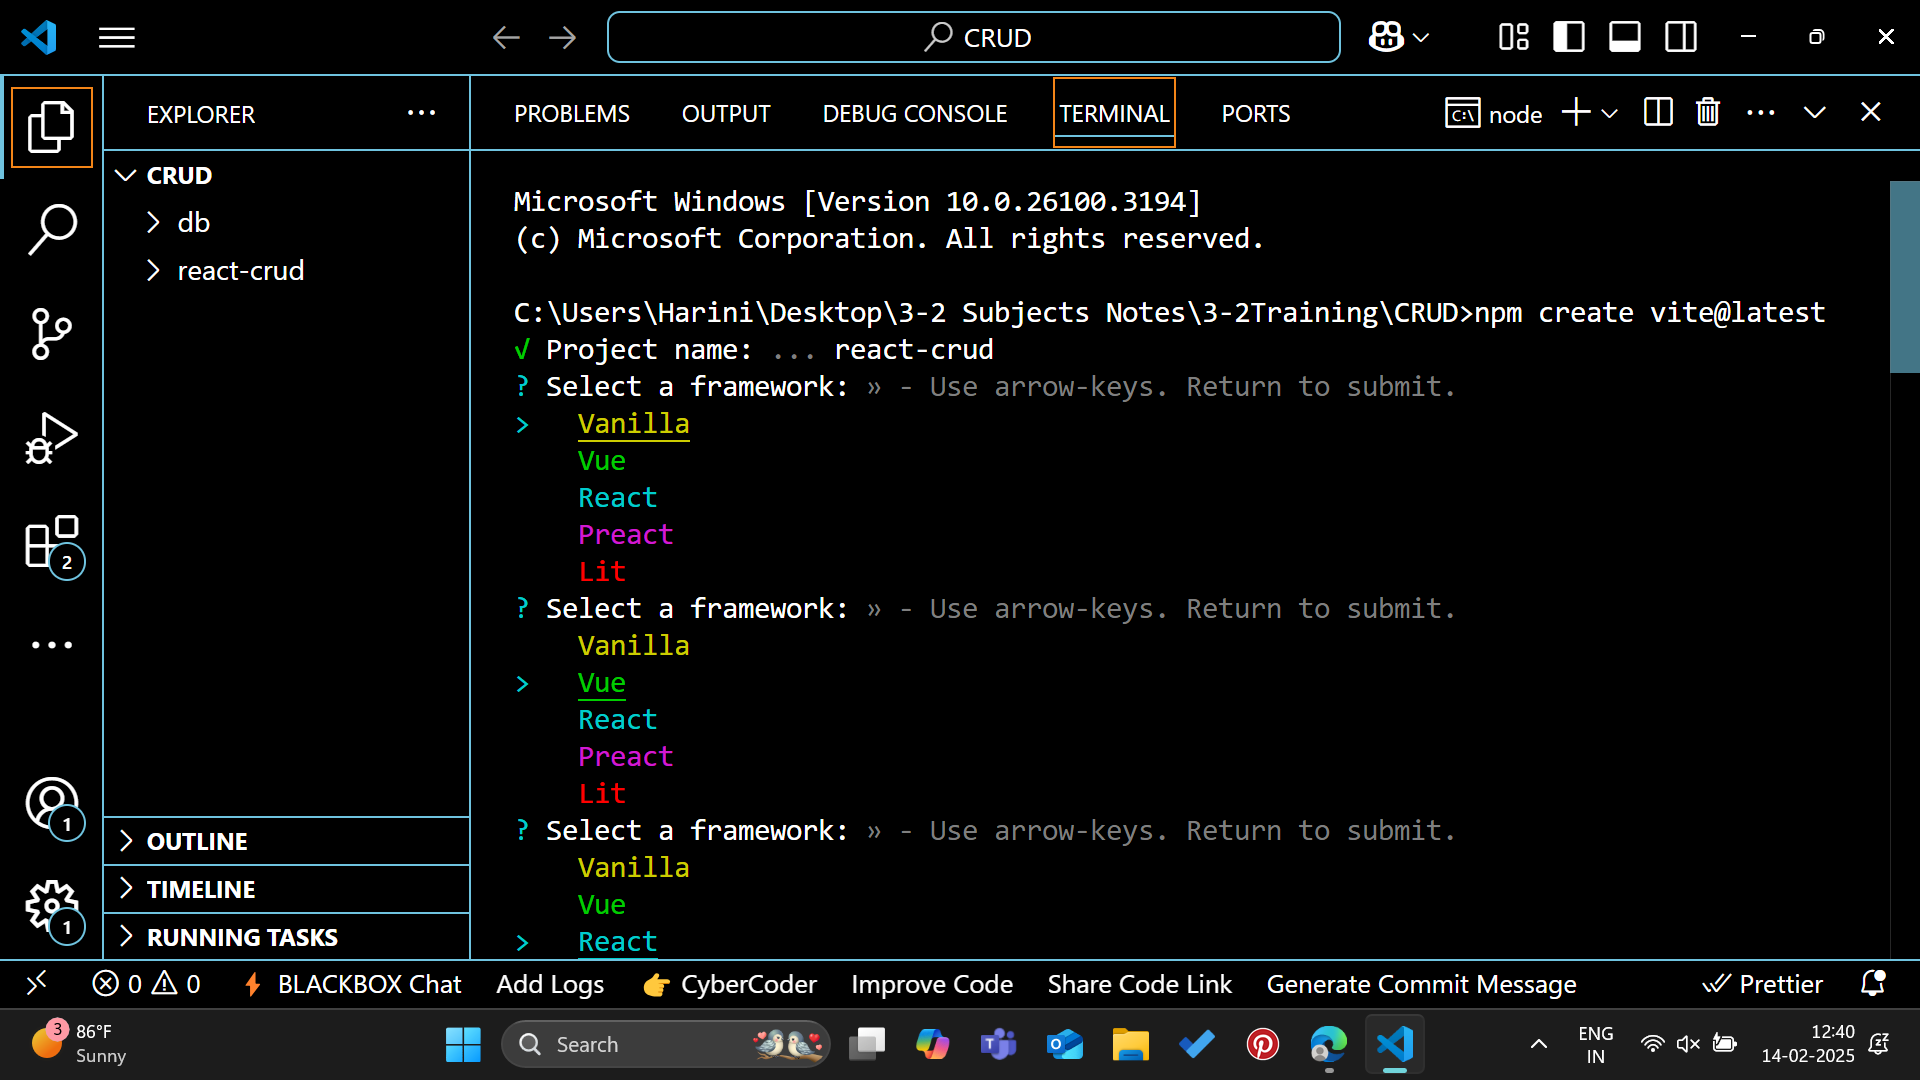 CRUD
EXPLORER
PROBLEMS OUTPUT DEBUG CONSOLE TERMINAL PORTS
node
CRUD
db
react-crud
2
1
1
OUTLINE
TIMELINE
RUNNING TASKS
Microsoft Windows [Version 10.0.26100.3194]
(c) Microsoft Corporation. All rights reserved.
C:\Users\Harini\Desktop\3-2 Subjects Notes\3-2Training\CRUD>npm create vite@latest
√ Project name: ... react-crud
? Select a framework: » - Use arrow-keys. Return to submit.
> Vanilla
Vue
React
Preact
Lit
? Select a framework: » - Use arrow-keys. Return to submit.
Vanilla
> Vue
React
Preact
Lit
? Select a framework: » - Use arrow-keys. Return to submit.
Vanilla
Vue
> React
0 0 BLACKBOX Chat Add Logs 👉 CyberCoder Improve Code Share Code Link Generate Commit Message Prettier
3
86°F
Sunny
Search
ENG
IN
12:40
14-02-2025